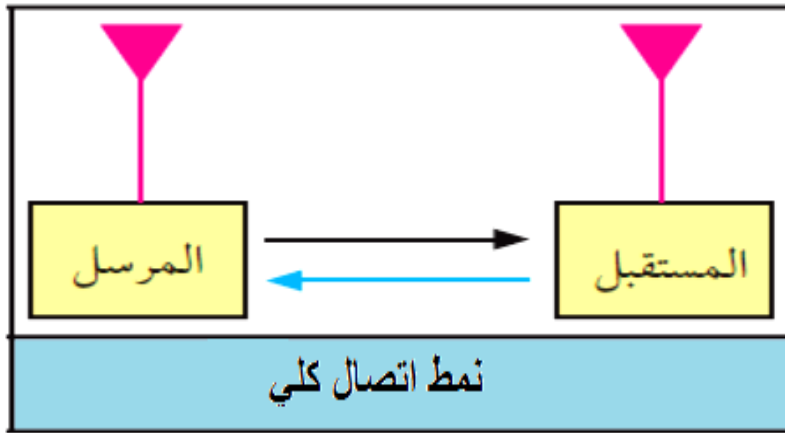 المرسل
المستقبل
نمط اتصال كلي